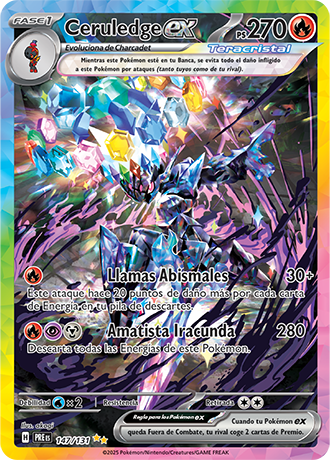 FASE 1
Ceruledge ex
PS 270
Evoluciona de Charcadet
Teracristal
Mientras este Pokémon esté en tu Banca, se evita todo el daño infligido
a este Pokémon por ataques (tanto tuyos como de tu rival).
Llamas Abismales 30+
Este ataque hace 20 puntos de daño más por cada carta
de Energía en tu pila de descartes.
Amatista Iracunda 280
Descarta todas las Energías de este Pokémon.
Debilidad ×2 Resistencia Retirada
Ilus. otogi
H PRE ES 147/131
Regla para los Pokémon ex
Cuando tu Pokémon ex
queda Fuera de Combate, tu rival coge 2 cartas de Premio.
©2025 Pokémon/Nintendo/Creatures/GAME FREAK